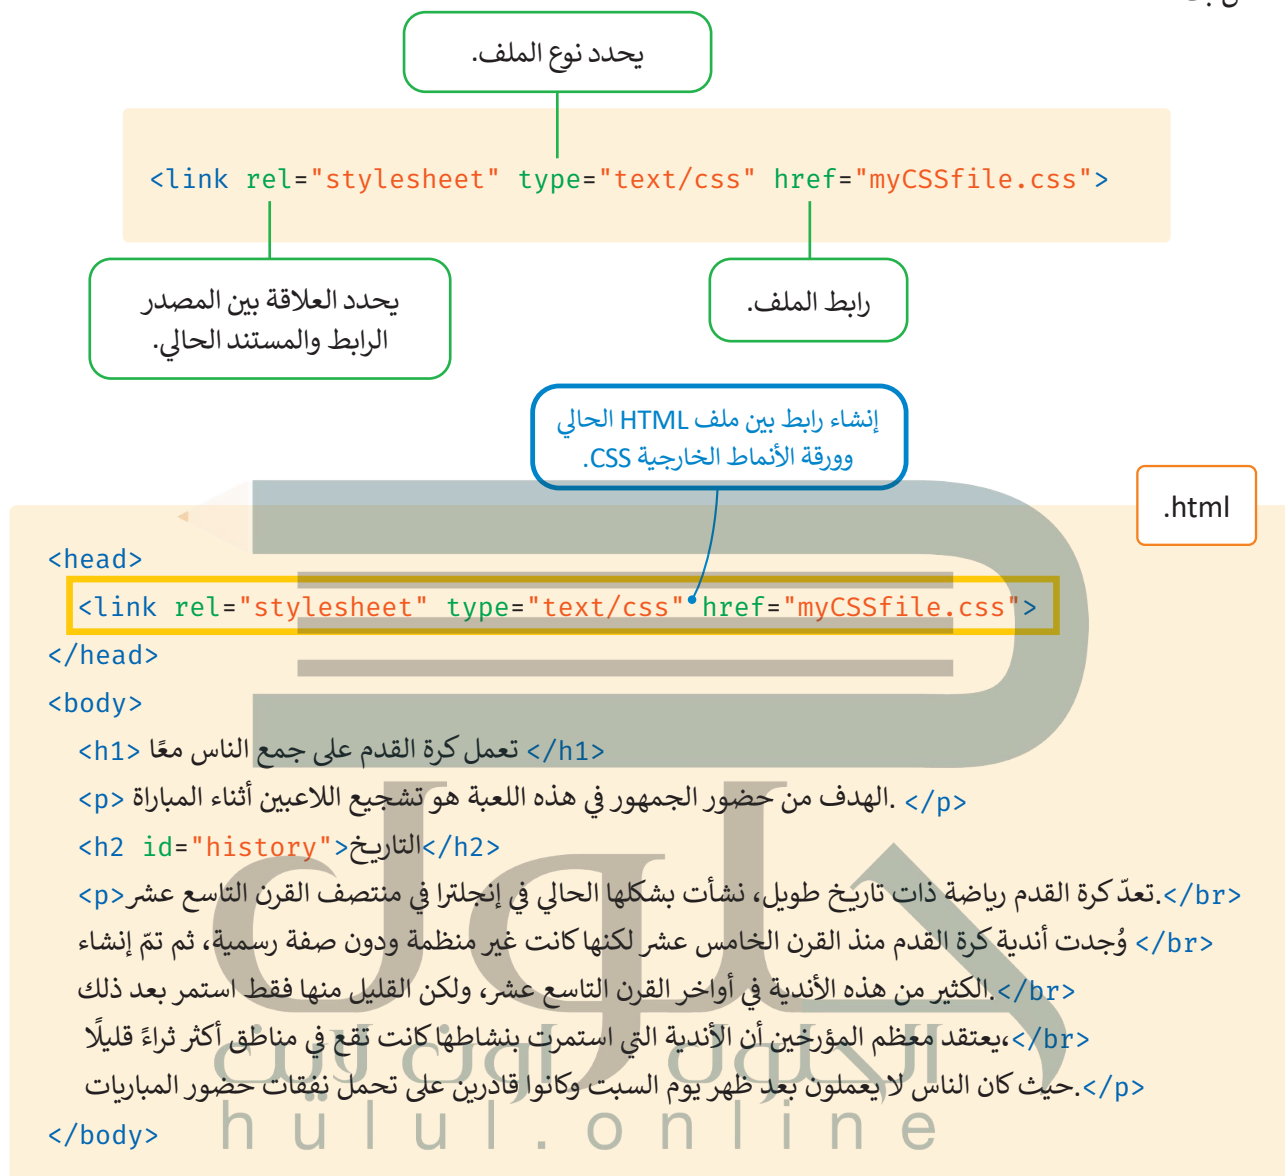 يحدد نوع الملف.
<link rel="stylesheet" type="text/css" href="myCSSfile.css">
يحدد العلاقة بين المصدر
الرابط والمستند الحالي.
رابط الملف.
إنشاء رابط بين ملف HTML الحالي
وورقة الأنماط الخارجية CSS.
.html
<head>
<link rel="stylesheet" type="text/css" href="myCSSfile.css">
</head>
<body>
<h1> تعمل كرة القدم على جمع الناس معًا </h1>
<p> الهدف من حضور الجمهور في هذه اللعبة هو تشجيع اللاعبين أثناء المباراة. </p>
<h2 id="history">التاريخ</h2>
<p>تعدّ كرة القدم رياضة ذات تاريخ طويل، نشأت بشكلها الحالي في إنجلترا في منتصف القرن التاسع عشر.</br>
وُجدت أندية كرة القدم منذ القرن الخامس عشر لكنها كانت غير منظمة ودون صفة رسمية، ثم تمّ إنشاء </br>
الكثير من هذه الأندية في أواخر القرن التاسع عشر، ولكن القليل منها فقط استمر بعد ذلك.</br>
يعتقد معظم المؤرخين أن الأندية التي استمرت بنشاطها كانت تقع في مناطق أكثر ثراءً قليلًا،</br>
حيث كان الناس لا يعملون بعد ظهر يوم السبت وكانوا قادرين على تحمل نفقات حضور المباريات.</p>
</body>
حلول
الحلول اون لاين
hulul.online